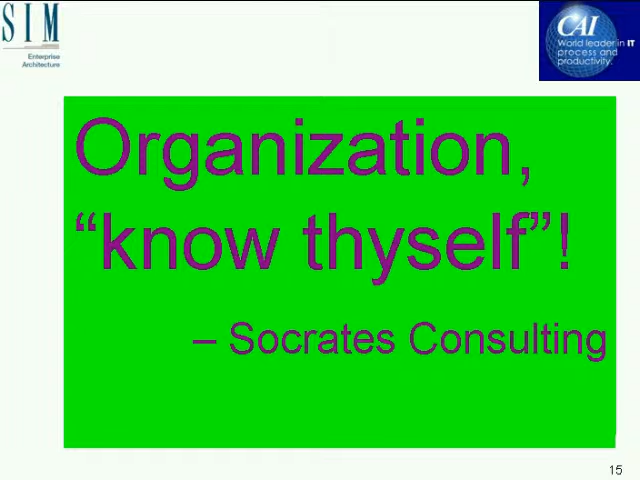 SIM
Enterprise
Architecture
CAI
World leader in IT
process and
productivity.
Organization,
“know thyself”!
– Socrates Consulting
15